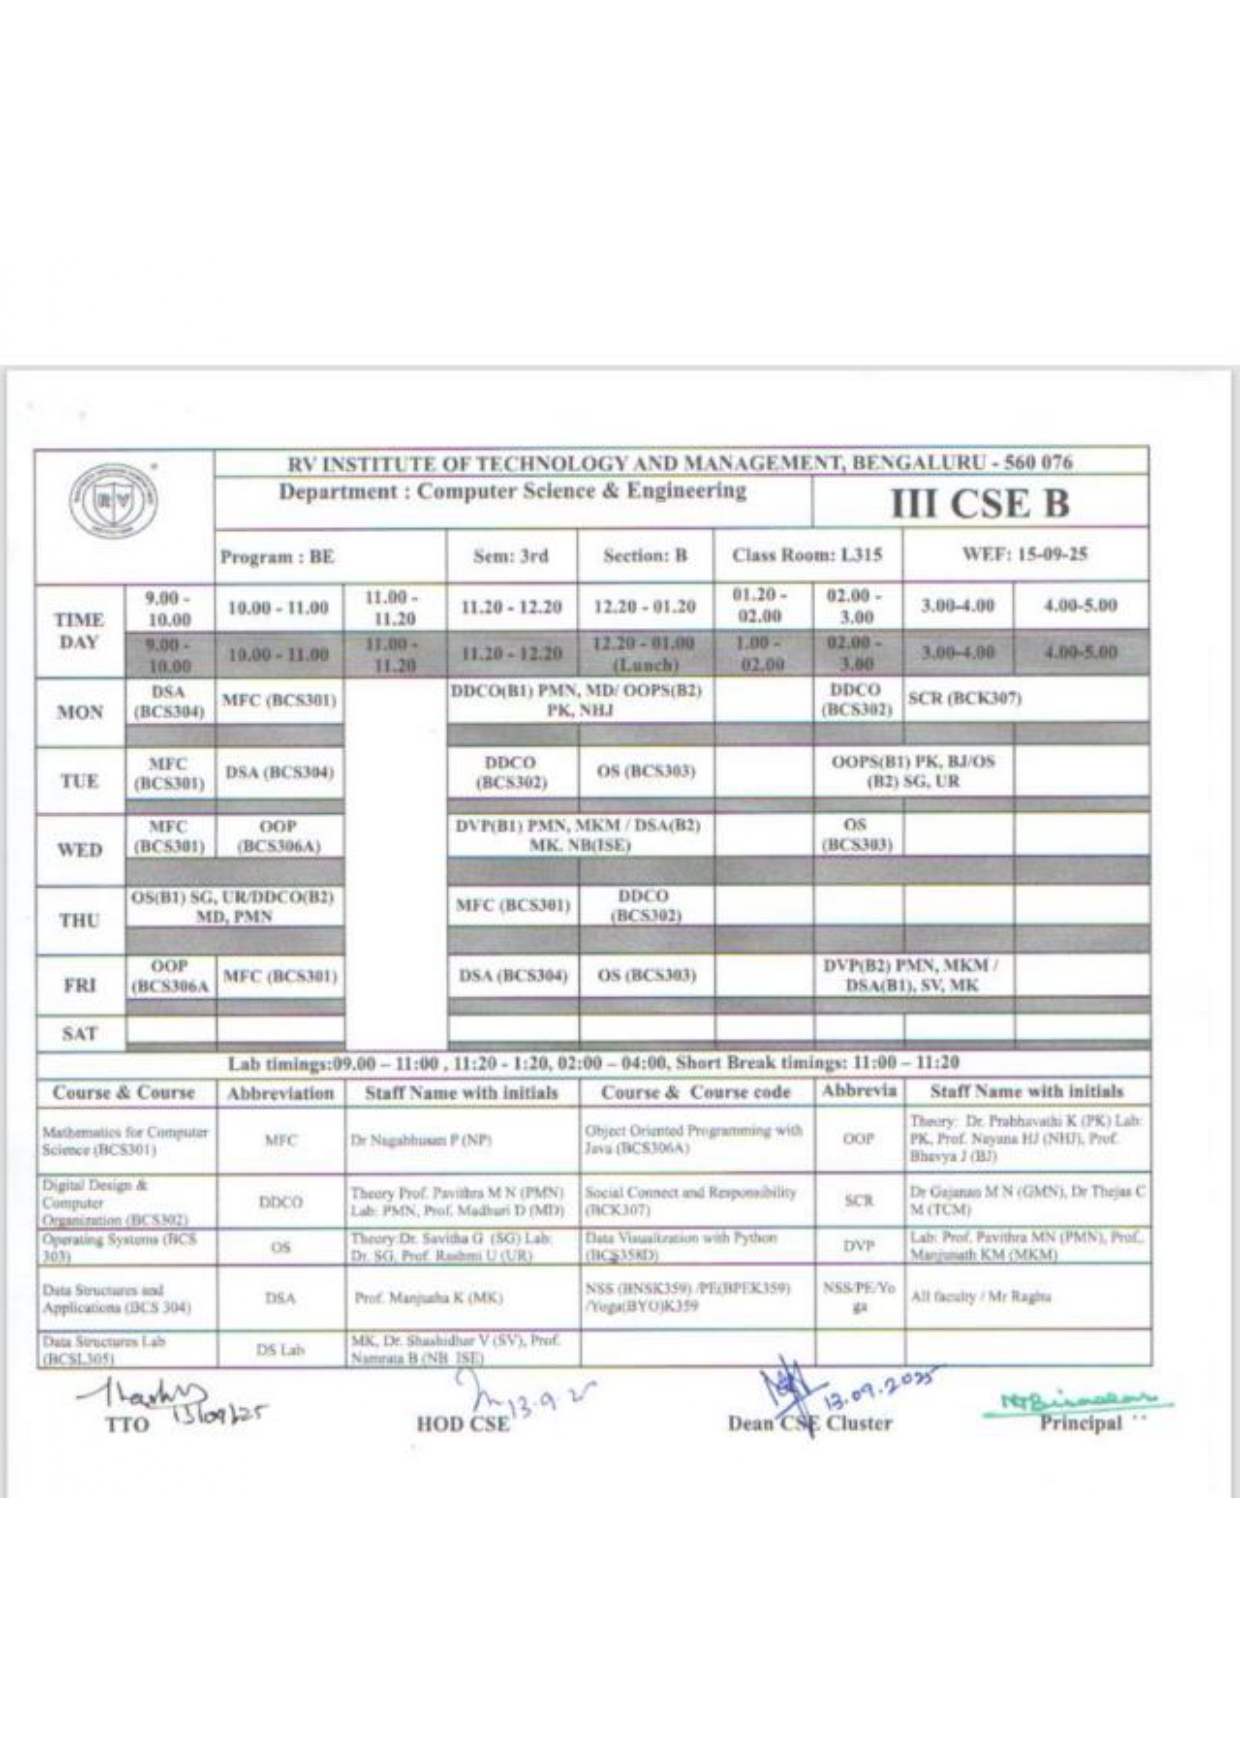 RV INSTITUTE OF TECHNOLOGY AND MANAGEMENT, BENGALURU - 560 076
Department : Computer Science & Engineering
III CSE B
RV
Program : BE
Sem: 3rd
Section: B
Class Room: L315
WEF: 15-09-25
TIME
DAY
9.00 -
10.00
10.00 - 11.00
11.00 -
11.20
11.20 - 12.20
12.20 - 01.20
01.20 -
02.00
02.00 -
3.00
3.00-4.00
4.00-5.00
9.00 -
10.00
10.00 - 11.00
11.00 -
11.20
11.20 - 12.20
12.20 - 01.00
(Lunch)
1.00 -
02.00
02.00 -
3.00
3.00-4.00
4.00-5.00
MON
DSA
(BCS304)
MFC (BCS301)
DDCO(B1) PMN, MD/ OOPS(B2)
PK, NHJ
DDCO
(BCS302)
SCR (BCK307)
TUE
MFC
(BCS301)
DSA (BCS304)
DDCO
(BCS302)
OS (BCS303)
OOPS(B1) PK, BJ/OS
(B2) SG, UR
WED
MFC
(BCS301)
OOP
(BCS306A)
DVP(B1) PMN, MKM / DSA(B2)
MK. NB(ISE)
OS
(BCS303)
THU
OS(B1) SG, UR/DDCO(B2)
MD, PMN
MFC (BCS301)
DDCO
(BCS302)
FRI
OOP
(BCS306A
MFC (BCS301)
DSA (BCS304)
OS (BCS303)
DVP(B2) PMN, MKM /
DSA(B1), SV, MK
SAT
Lab timings:09.00 – 11:00 , 11:20 - 1:20, 02:00 – 04:00, Short Break timings: 11:00 – 11:20
Course & Course
Abbreviation
Staff Name with initials
Course & Course code
Abbrevia
Staff Name with initials
Mathematics for Computer
Science (BCS301)
MFC
Dr Nagabhusan P (NP)
Object Oriented Programming with
Java (BCS306A)
OOP
Theory: Dr. Prabhavathi K (PK) Lab:
PK, Prof. Nayana HJ (NHJ), Prof.
Bhavya J (BJ)
Digital Design &
Computer
Organization (BCS302)
DDCO
Theory Prof. Pavithra M N (PMN)
Lab: PMN, Prof. Madhuri D (MD)
Social Connect and Responsibility
(BCK307)
SCR
Dr Gajanan M N (GMN), Dr Thejas C
M (TCM)
Operating Systems (BCS
303)
OS
Theory:Dr. Savitha G (SG) Lab:
Dr. SG, Prof. Rashmi U (UR)
Data Visualization with Python
(BCS358D)
DVP
Lab: Prof. Pavithra MN (PMN), Prof.
Manjunath KM (MKM)
Data Structures and
Applications (BCS 304)
DSA
Prof. Manjusha K (MK)
NSS (BNSK359) /PE(BPEK359)
/Yoga(BYO)K359
NSS/PE/Yo
ga
All faculty / Mr Raghu
Data Structures Lab
(BCSL305)
DS Lab
MK, Dr. Shashidhar V (SV), Prof.
Namrata B (NB ISE)
13/09/25
TTO
13.9.25
HOD CSE
13.09.2025
Dean CSE Cluster
Principal